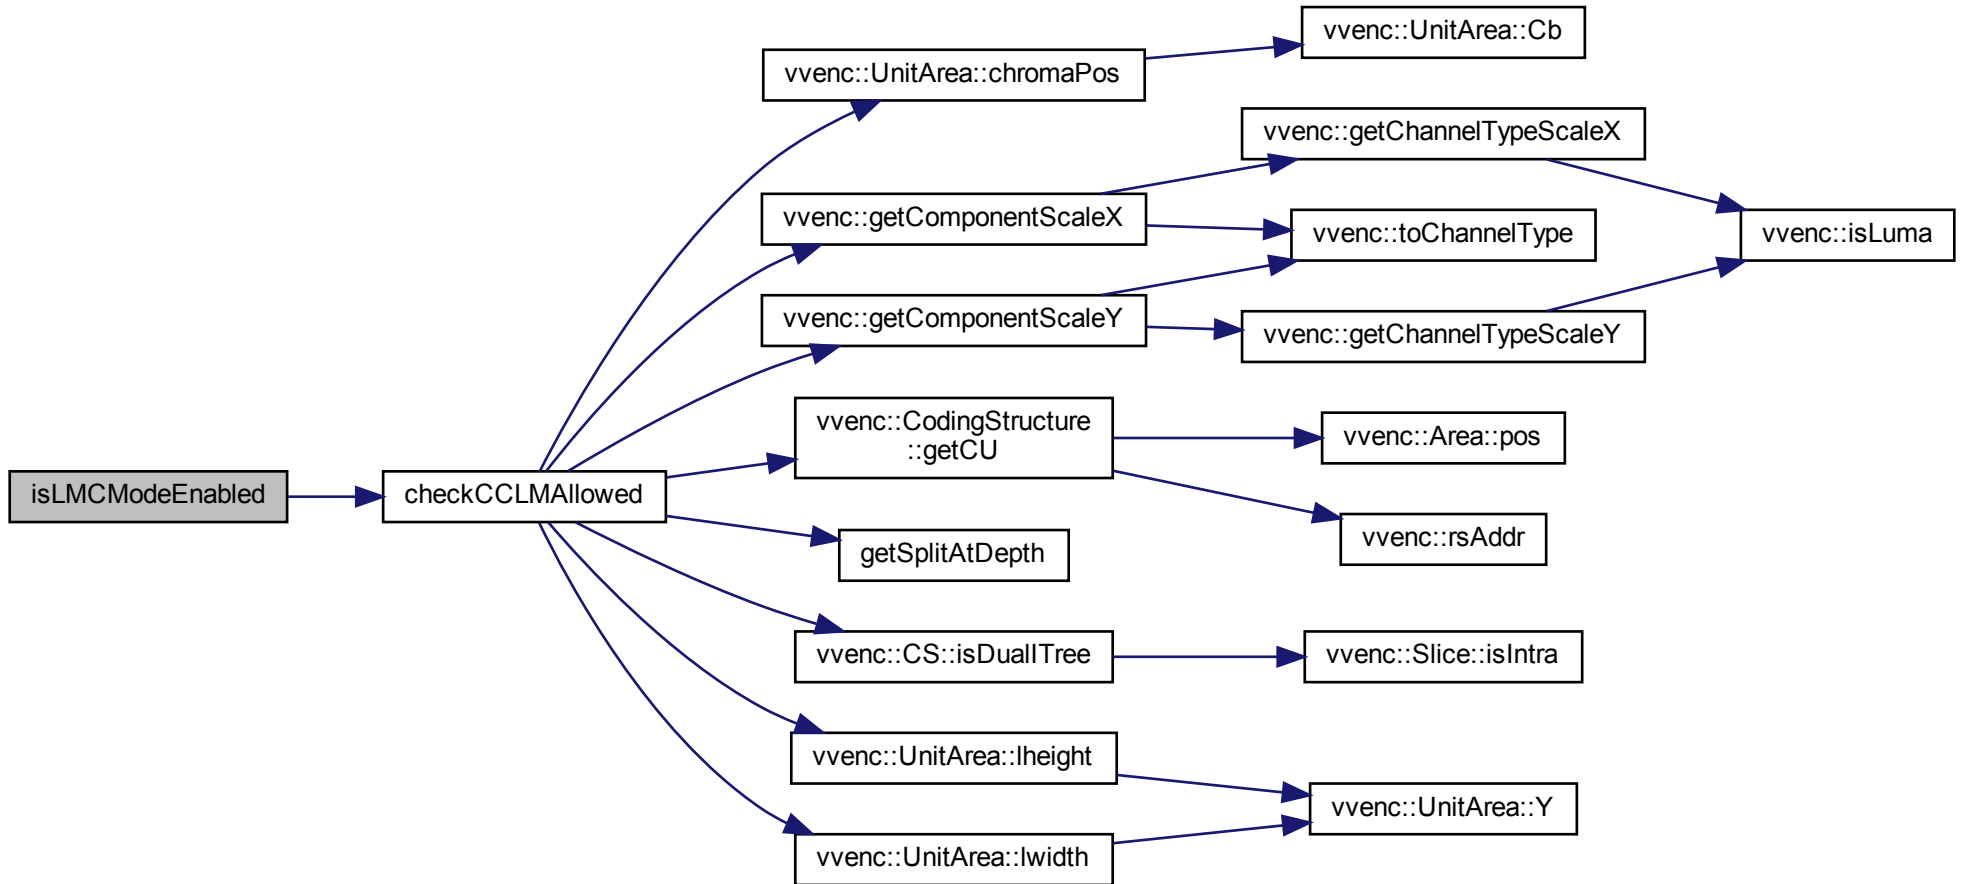 vvenc::UnitArea::Cb
vvenc::UnitArea::chromaPos
vvenc::getChannelTypeScaleX
vvenc::getComponentScaleX
vvenc::toChannelType
vvenc::isLuma
vvenc::getComponentScaleY
vvenc::getChannelTypeScaleY
vvenc::CodingStructure
::getCU
vvenc::Area::pos
isLMCModeEnabled
checkCCLMAllowed
vvenc::rsAddr
getSplitAtDepth
vvenc::CS::isDualITree
vvenc::Slice::isIntra
vvenc::UnitArea::lheight
vvenc::UnitArea::Y
vvenc::UnitArea::lwidth